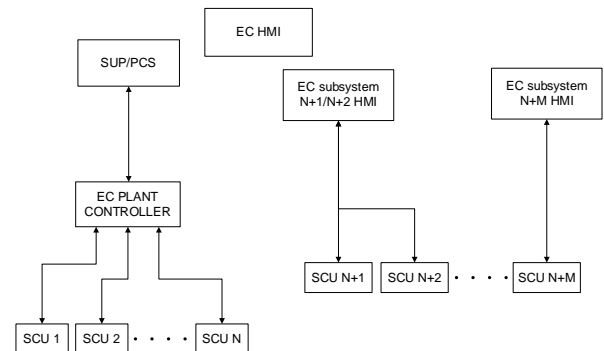 EC HMI
SUP/PCS
EC subsystem
N+1/N+2 HMI
EC subsystem
N+M HMI
EC PLANT
CONTROLLER
SCU N+1
SCU N+2
SCU N+M
SCU 1
SCU 2
SCU N